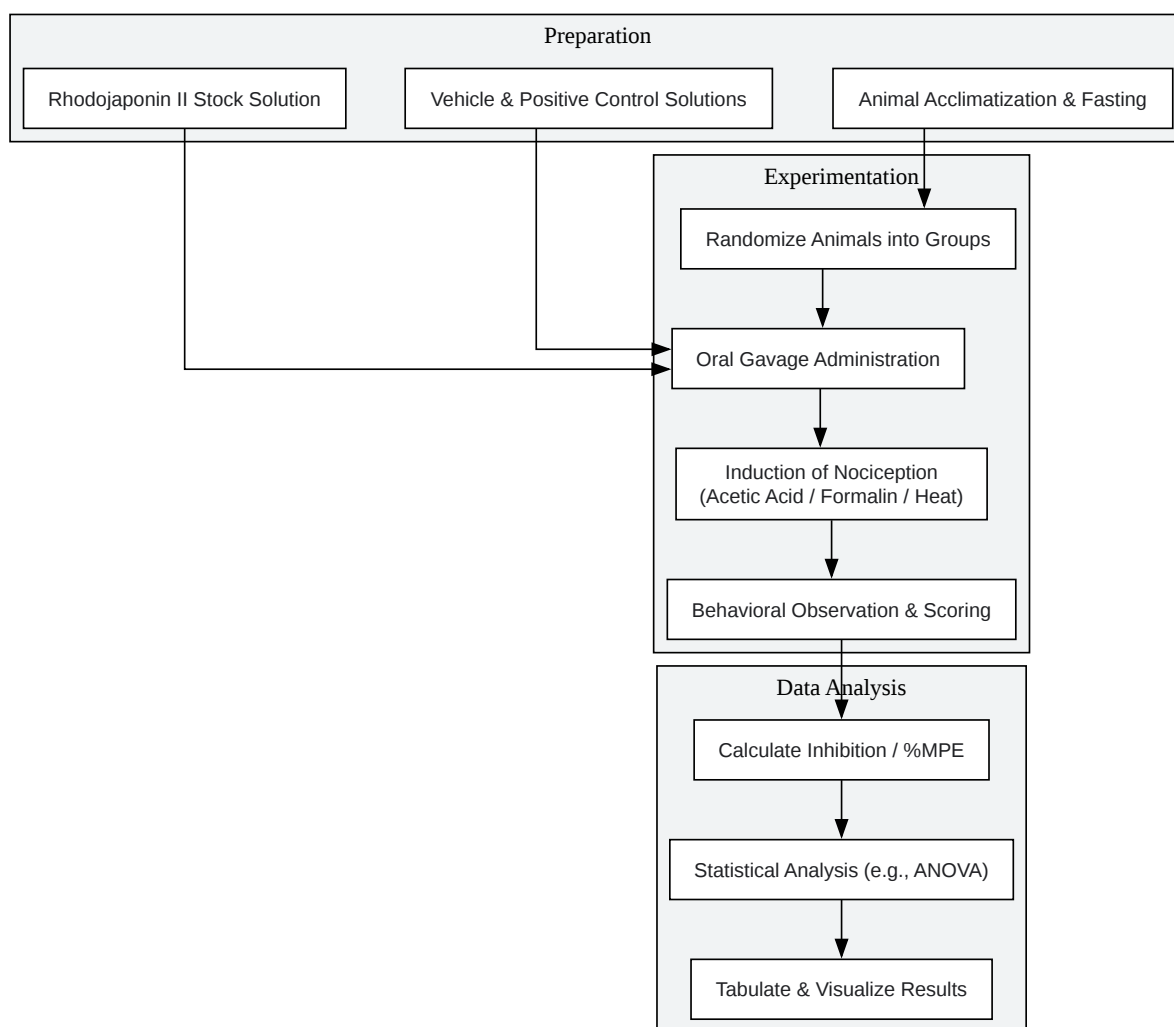 Preparation
Rhodojaponin II Stock Solution
Vehicle & Positive Control Solutions
Animal Acclimatization & Fasting
Experimentation
Randomize Animals into Groups
Oral Gavage Administration
Induction of Nociception
(Acetic Acid / Formalin / Heat)
Behavioral Observation & Scoring
Data Analysis
Calculate Inhibition / %MPE
Statistical Analysis (e.g., ANOVA)
Tabulate & Visualize Results